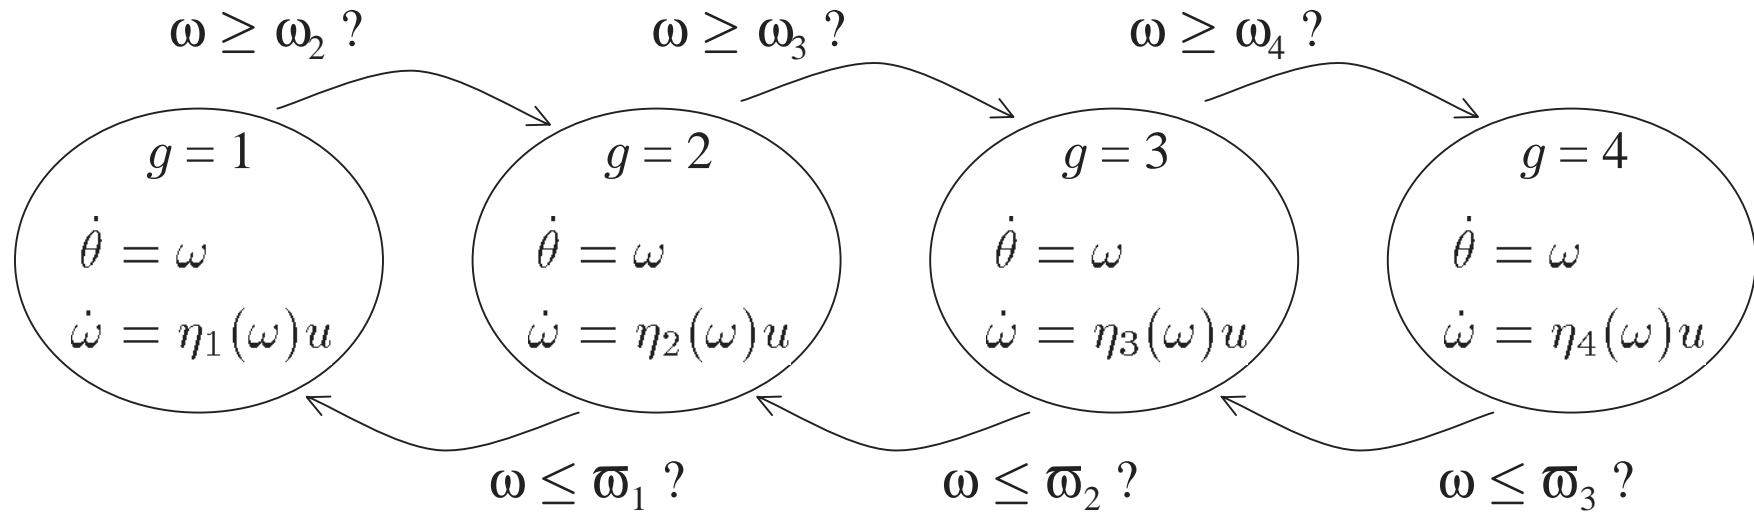 ω ≥ ω₂ ?
ω ≥ ω₃ ?
ω ≥ ω₄ ?
g = 1
g = 2
g = 3
g = 4
θ̇ = ω
θ̇ = ω
θ̇ = ω
θ̇ = ω
ω̇ = η₁(ω)u
ω̇ = η₂(ω)u
ω̇ = η₃(ω)u
ω̇ = η₄(ω)u
ω ≤ ϖ₁ ?
ω ≤ ϖ₂ ?
ω ≤ ϖ₃ ?